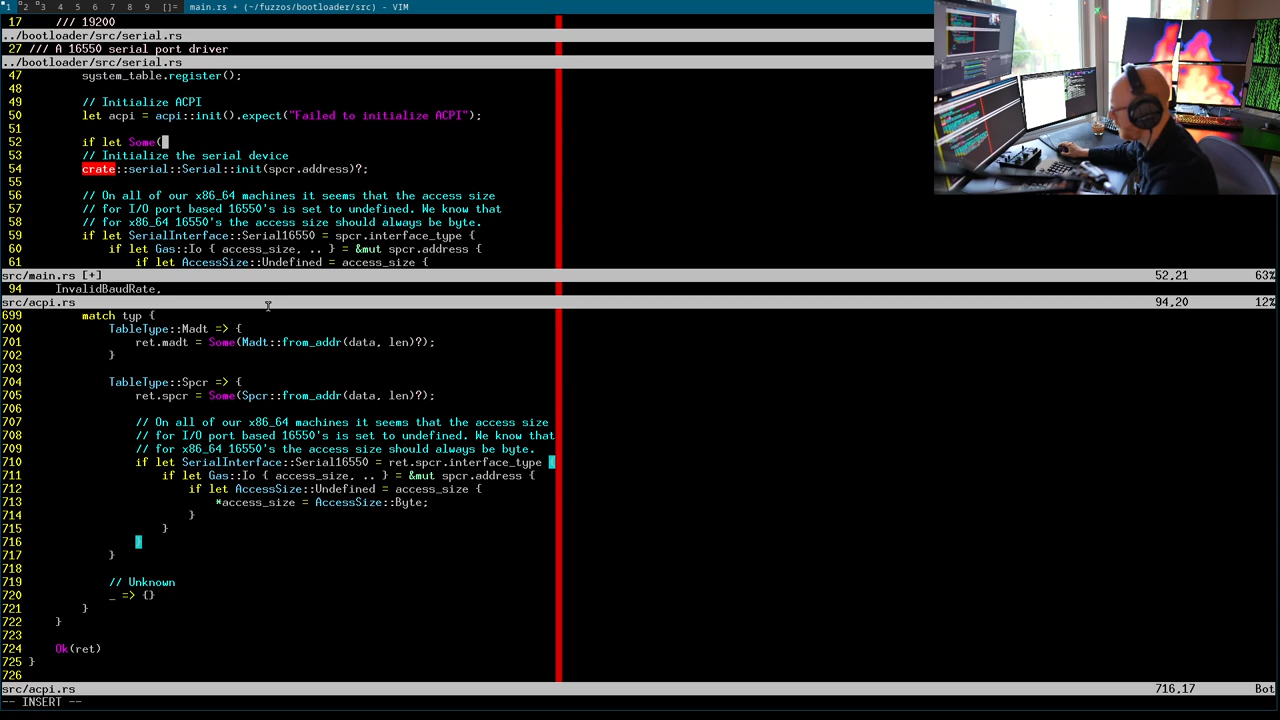 1 2 3 4 5 6 7 8 9 []= main.rs + (~/fuzzos/bootloader/src) - VIM
17     /// 19200
../bootloader/src/serial.rs
27 /// A 16550 serial port driver
../bootloader/src/serial.rs
47         system_table.register();
48
49         // Initialize ACPI
50         let acpi = acpi::init().expect("Failed to initialize ACPI");
51
52         if let Some(
53         // Initialize the serial device
54         crate::serial::Serial::init(spcr.address)?;
55
56         // On all of our x86_64 machines it seems that the access size
57         // for I/O port based 16550's is set to undefined. We know that
58         // for x86_64 16550's the access size should always be byte.
59         if let SerialInterface::Serial16550 = spcr.interface_type {
60             if let Gas::Io { access_size, .. } = &mut spcr.address {
61                 if let AccessSize::Undefined = access_size {
src/main.rs [+] 52,21 63%
94     InvalidBaudRate,
src/acpi.rs 94,20 12%
699         match typ {
700             TableType::Madt => {
701                 ret.madt = Some(Madt::from_addr(data, len)?);
702             }
703
704             TableType::Spcr => {
705                 ret.spcr = Some(Spcr::from_addr(data, len)?);
706
707                 // On all of our x86_64 machines it seems that the access size
708                 // for I/O port based 16550's is set to undefined. We know that
709                 // for x86_64 16550's the access size should always be byte.
710                 if let SerialInterface::Serial16550 = ret.spcr.interface_type {
711                     if let Gas::Io { access_size, .. } = &mut spcr.address {
712                         if let AccessSize::Undefined = access_size {
713                             *access_size = AccessSize::Byte;
714                         }
715                     }
716                 }
717             }
718
719             // Unknown
720             _ => {}
721         }
722     }
723
724     Ok(ret)
725 }
726
src/acpi.rs 716,17 Bot
-- INSERT --